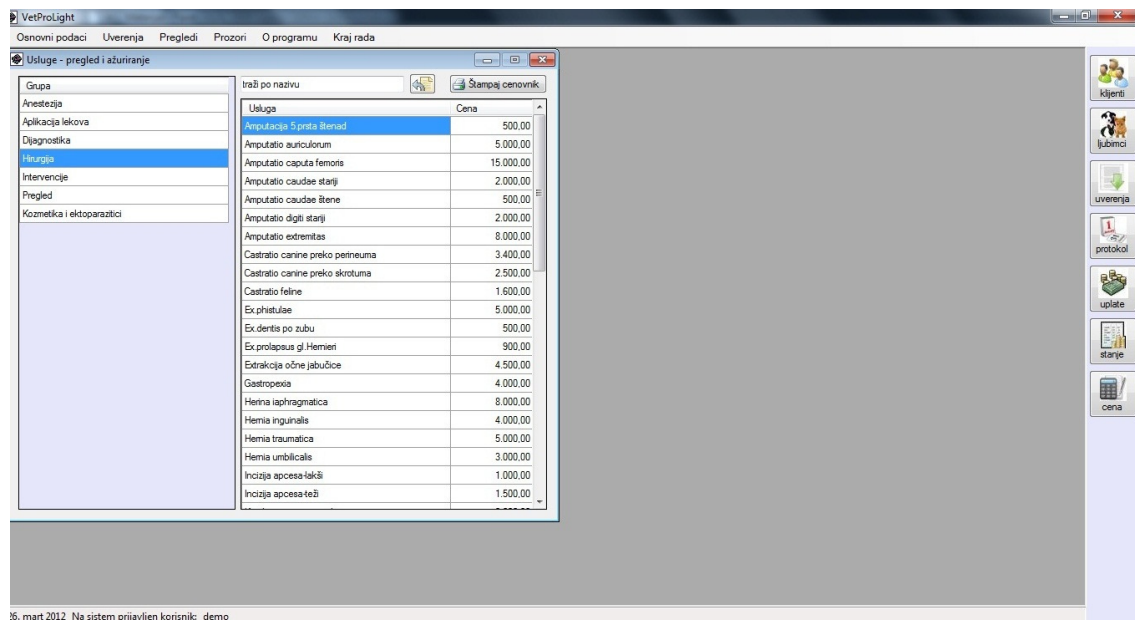 VetProLight
Osnovni podaci Uverenja Pregledi Prozori O programu Kraj rada
Usluge - pregled i ažuriranje
Grupa
Anestezija
Aplikacija lekova
Dijagnostika
Hirurgija
Intervencije
Pregled
Kozmetika i ektoparazitici
traži po nazivu
Štampaj cenovnik
Usluga Cena
Amputacija 5.prsta štenad 500,00
Amputatio auriculorum 5.000,00
Amputatio caputa femoris 15.000,00
Amputatio caudae stariji 2.000,00
Amputatio caudae štene 500,00
Amputatio digiti stariji 2.000,00
Amputatio extremitas 8.000,00
Castratio canine preko perineuma 3.400,00
Castratio canine preko skrotuma 2.500,00
Castratio feline 1.600,00
Ex.phistulae 5.000,00
Ex.dentis po zubu 500,00
Ex.prolapsus gl.Hernieri 900,00
Extrakcija očne jabučice 4.500,00
Gastropexia 4.000,00
Herina iaphragmatica 8.000,00
Hernia inguinalis 4.000,00
Hernia traumatica 5.000,00
Hernia umbilicalis 3.000,00
Incizija apcesa-lakši 1.000,00
Incizija apcesa-teži 1.500,00
klijenti
ljubimci
uverenja
protokol
uplate
stanje
cena
26. mart 2012 Na sistem prijavljen korisnik: demo